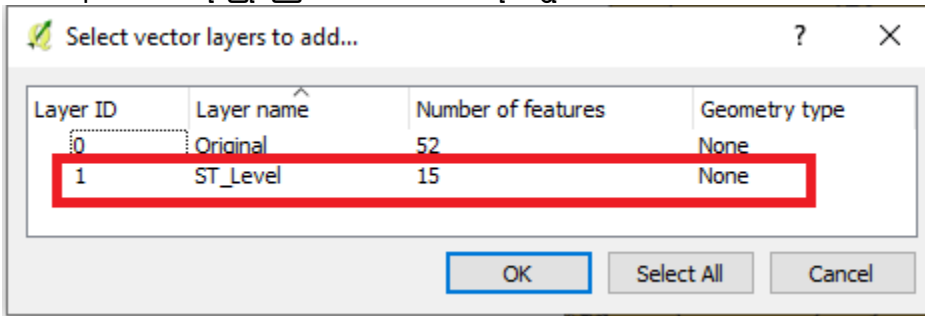 Select vector layers to add... ? ×
Layer ID Layer name Number of features Geometry type
0 Original 52 None
1 ST_Level 15 None
OK Select All Cancel